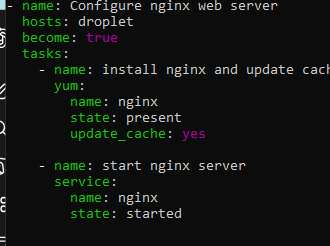 - name: Configure nginx web server
  hosts: droplet
  become: true
  tasks:
    - name: install nginx and update
      yum:
        name: nginx
        state: present
        update_cache: yes

    - name: start nginx server
      service:
        name: nginx
        state: started